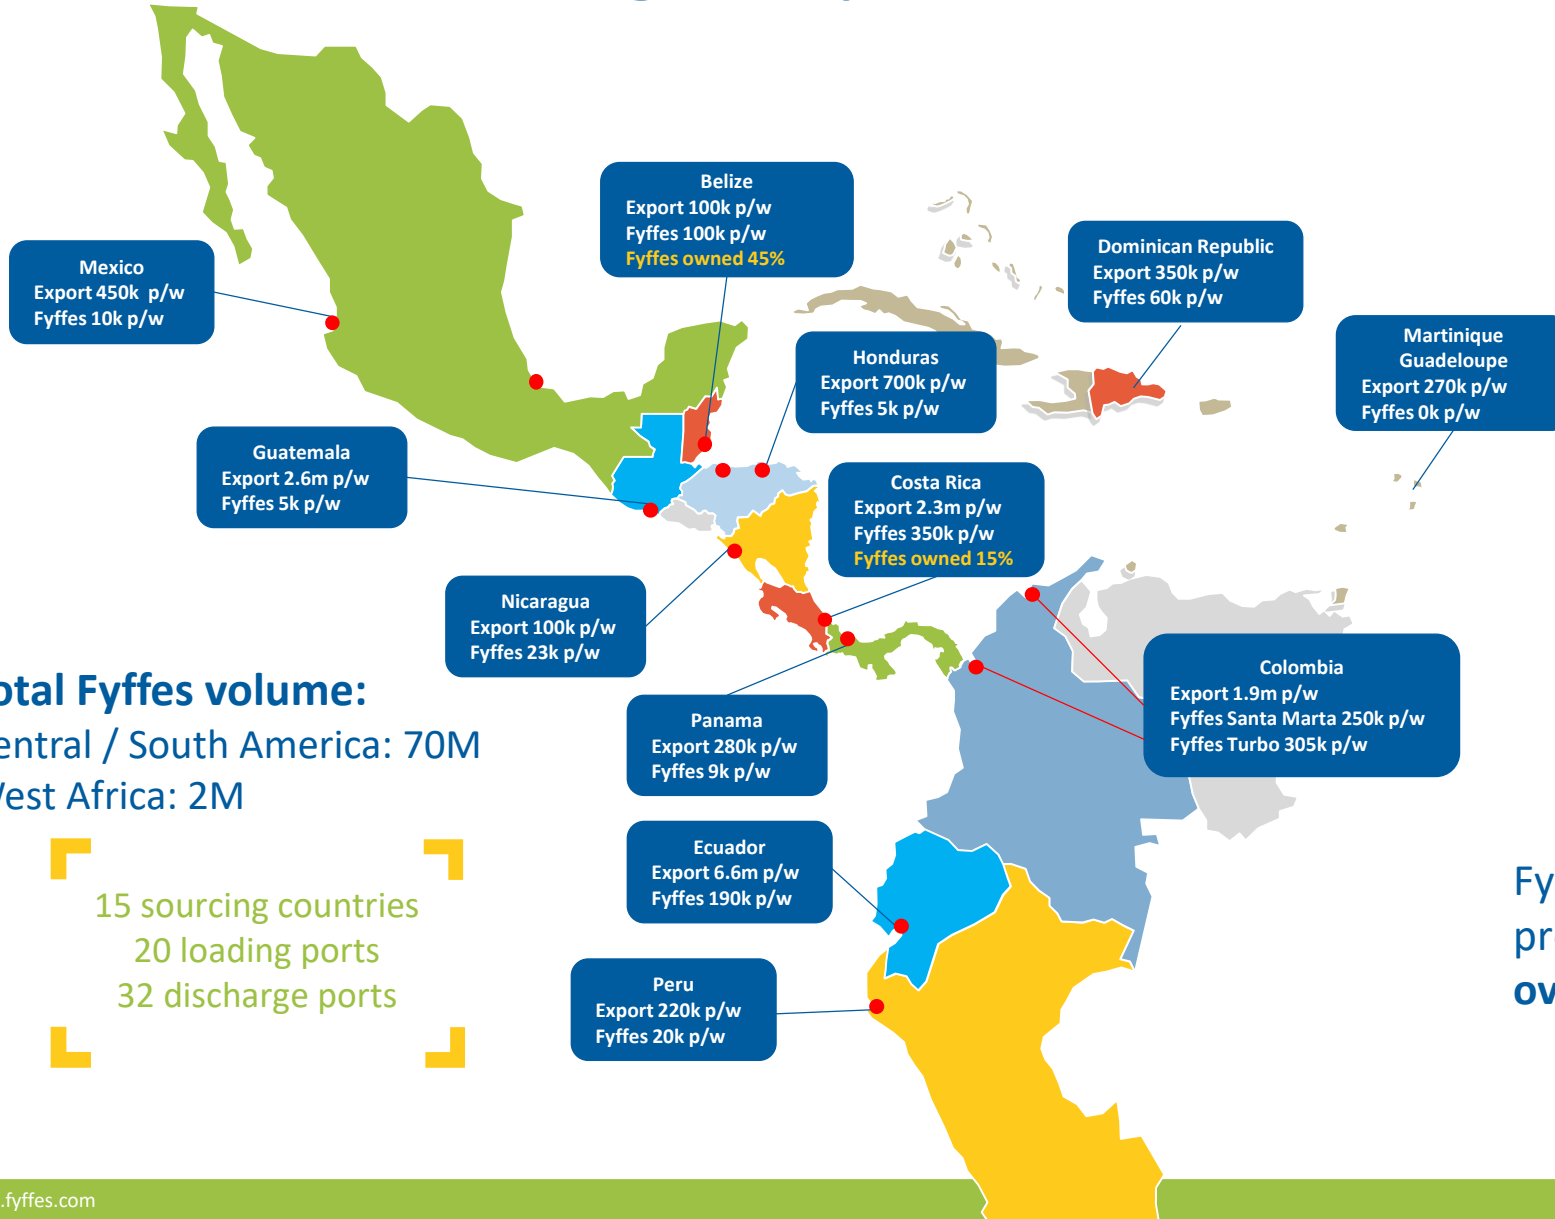 Belize
Export 100k p/w
Fyffes 100k p/w
Fyffes owned 45%
Dominican Republic
Export 350k p/w
Fyffes 60k p/w
Mexico
Export 450k p/w
Fyffes 10k p/w
Martinique
Guadeloupe
Export 270k p/w
Fyffes 0k p/w
Honduras
Export 700k p/w
Fyffes 5k p/w
Guatemala
Export 2.6m p/w
Fyffes 5k p/w
Costa Rica
Export 2.3m p/w
Fyffes 350k p/w
Fyffes owned 15%
Nicaragua
Export 100k p/w
Fyffes 23k p/w
Colombia
Export 1.9m p/w
Fyffes Santa Marta 250k p/w
Fyffes Turbo 305k p/w
otal Fyffes volume:
entral / South America: 70M
West Africa: 2M
Panama
Export 280k p/w
Fyffes 9k p/w
Ecuador
Export 6.6m p/w
Fyffes 190k p/w
15 sourcing countries
20 loading ports
32 discharge ports
Fy
pr
ov
Peru
Export 220k p/w
Fyffes 20k p/w
.fyffes.com